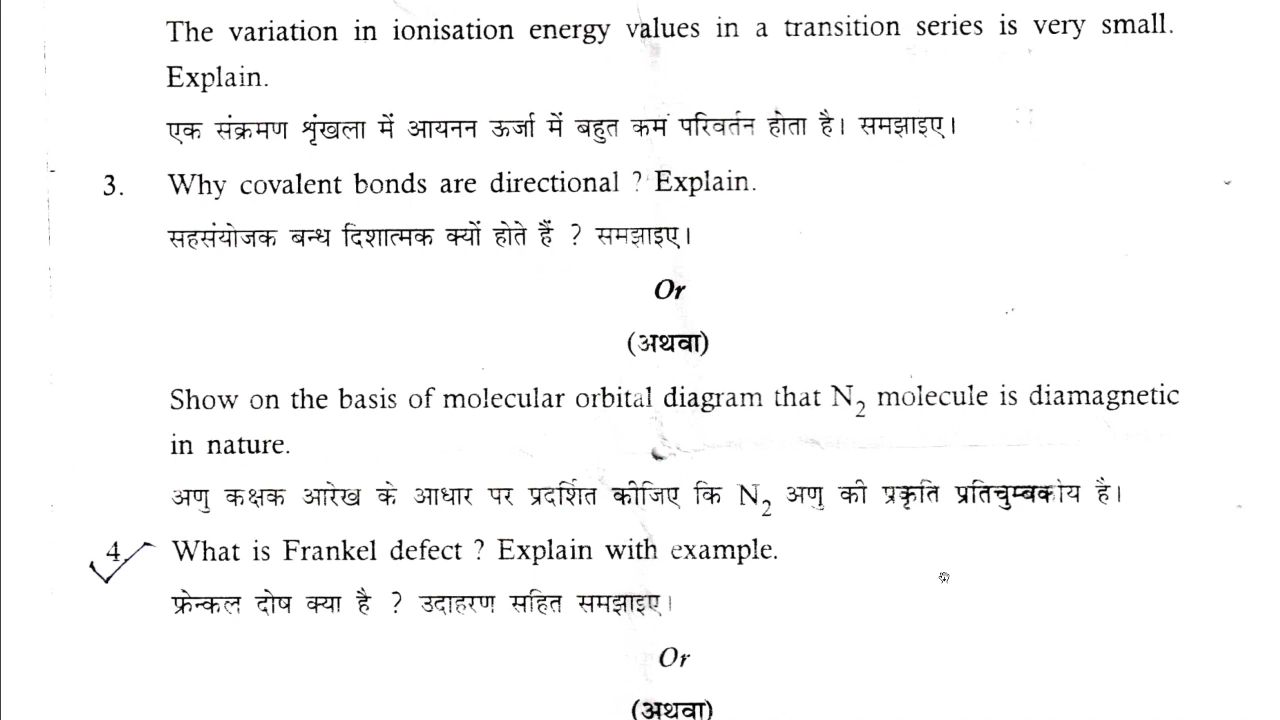 The variation in ionisation energy values in a transition series is very small.
Explain.
एक संक्रमण श्रृंखला में आयनन ऊर्जा में बहुत कम परिवर्तन होता है। समझाइए।
3. Why covalent bonds are directional ? Explain.
सहसंयोजक बन्ध दिशात्मक क्यों होते हैं ? समझाइए।
Or
(अथवा)
Show on the basis of molecular orbital diagram that N₂ molecule is diamagnetic
in nature.
अणु कक्षक आरेख के आधार पर प्रदर्शित कीजिए कि N₂ अणु की प्रकृति प्रतिचुम्बकीय है।
4. What is Frankel defect ? Explain with example.
फ्रेन्कल दोष क्या है ? उदाहरण सहित समझाइए।
Or
(अथवा)